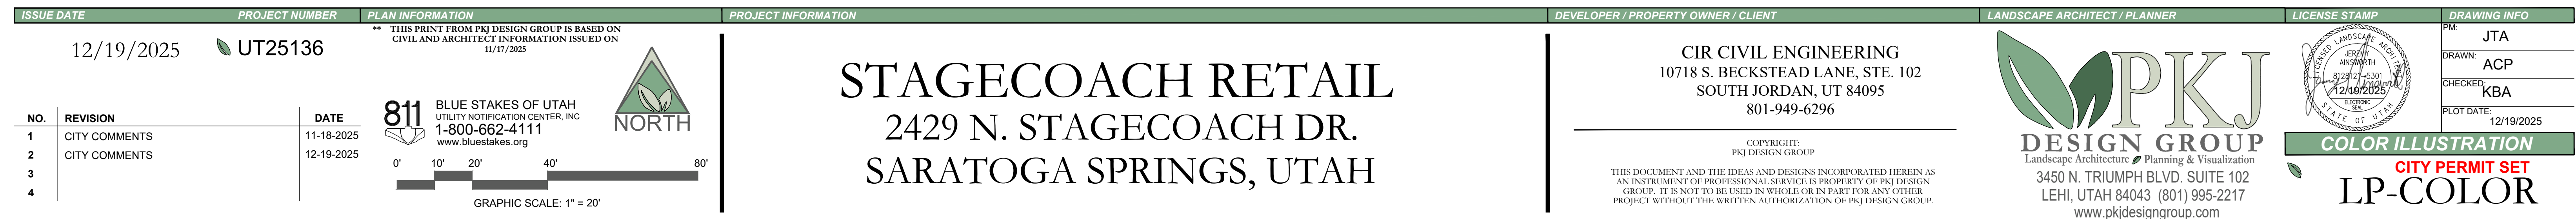 ISSUE DATE
PROJECT NUMBER
12/19/2025
UT25136
NO. REVISION DATE
1 CITY COMMENTS 11-18-2025
2 CITY COMMENTS 12-19-2025
3
4
PLAN INFORMATION
** THIS PRINT FROM PKJ DESIGN GROUP IS BASED ON
CIVIL AND ARCHITECT INFORMATION ISSUED ON
11/17/2025
811
BLUE STAKES OF UTAH
UTILITY NOTIFICATION CENTER, INC
1-800-662-4111
www.bluestakes.org
NORTH
0' 10' 20' 40' 80'
GRAPHIC SCALE: 1" = 20'
PROJECT INFORMATION
STAGECOACH RETAIL
2429 N. STAGECOACH DR.
SARATOGA SPRINGS, UTAH
DEVELOPER / PROPERTY OWNER / CLIENT
CIR CIVIL ENGINEERING
10718 S. BECKSTEAD LANE, STE. 102
SOUTH JORDAN, UT 84095
801-949-6296
COPYRIGHT:
PKJ DESIGN GROUP
THIS DOCUMENT AND THE IDEAS AND DESIGNS INCORPORATED HEREIN AS
AN INSTRUMENT OF PROFESSIONAL SERVICE IS PROPERTY OF PKJ DESIGN
GROUP. IT IS NOT TO BE USED IN WHOLE OR IN PART FOR ANY OTHER
PROJECT WITHOUT THE WRITTEN AUTHORIZATION OF PKJ DESIGN GROUP.
LANDSCAPE ARCHITECT / PLANNER
PKJ
DESIGN GROUP
Landscape Architecture Planning & Visualization
3450 N. TRIUMPH BLVD. SUITE 102
LEHI, UTAH 84043 (801) 995-2217
www.pkjdesigngroup.com
LICENSE STAMP
LICENSED LANDSCAPE ARCHITECT
JEREMY
AINSWORTH
8128121-5301
12/19/2025
ELECTRONIC
SEAL
STATE OF UTAH
DRAWING INFO
PM:
JTA
DRAWN:
ACP
CHECKED:
KBA
PLOT DATE:
12/19/2025
COLOR ILLUSTRATION
CITY PERMIT SET
LP-COLOR